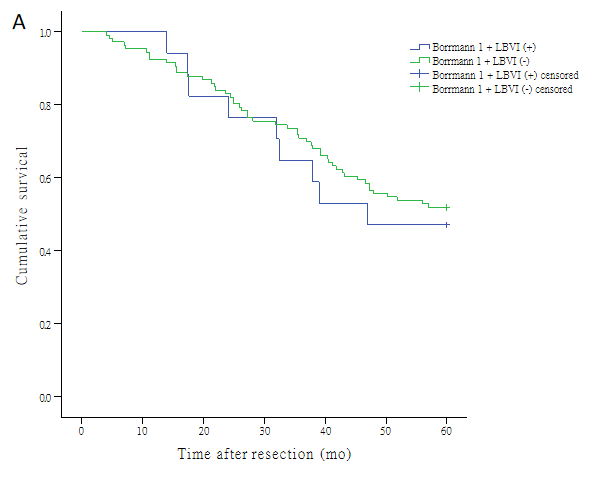 A
Borrmann 1 + LBVI (+)
Borrmann 1 + LBVI (-)
Borrmann 1 + LBVI (+) censored
Borrmann 1 + LBVI (-) censored
Cumulative survical
1.0
0.8
0.6
0.4
0.2
0.0
0 10 20 30 40 50 60
Time after resection (mo)